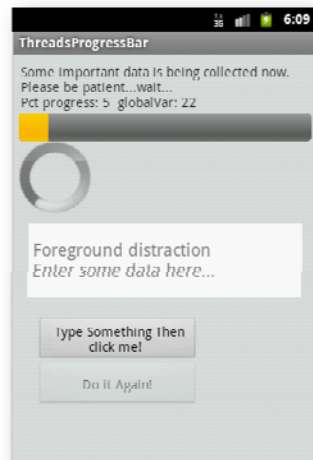 3G 6:09
ThreadsProgressBar
Some important data is being collected now.
Please be patient...wait...
Pct progress: 5 globalVar: 22
Foreground distraction
Enter some data here...
Type Something Then
click me!
Do it Again!